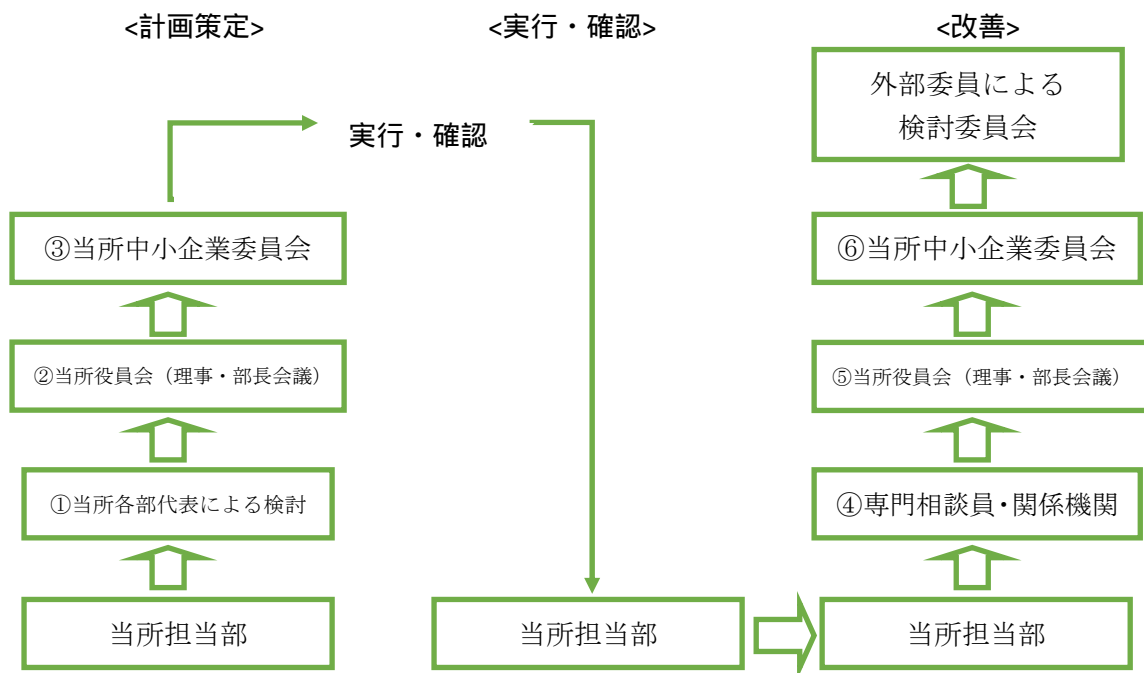 <計画策定>
<実行・確認>
<改善>
外部委員による
検討委員会
実行・確認
③当所中小企業委員会
⑥当所中小企業委員会
②当所役員会（理事・部長会議）
⑤当所役員会（理事・部長会議）
①当所各部代表による検討
④専門相談員・関係機関
当所担当部
当所担当部
当所担当部